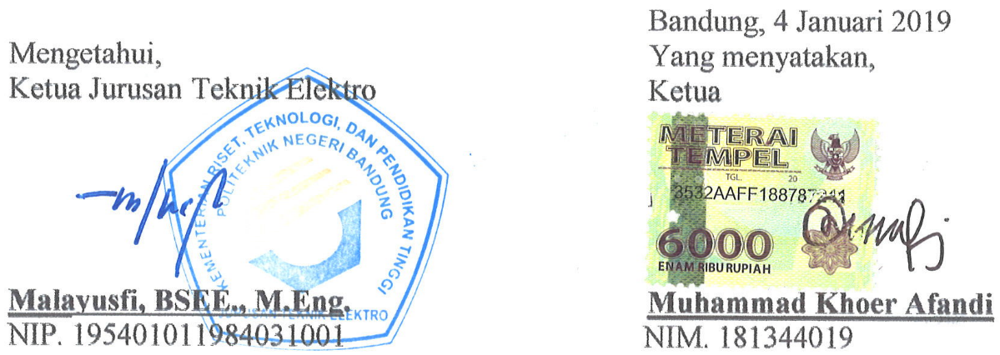 Mengetahui,
Ketua Jurusan Teknik Elektro
KEMENTERIAN RISET, TEKNOLOGI, DAN PENDIDIKAN TINGGI
POLITEKNIK NEGERI BANDUNG
JURUSAN TEKNIK ELEKTRO
Malayusfi, BSEE., M.Eng.
NIP. 195401011984031001
Bandung, 4 Januari 2019
Yang menyatakan,
Ketua
METERAI
TEMPEL
TGL. 20
6000
ENAM RIBU RUPIAH
Muhammad Khoer Afandi
NIM. 181344019